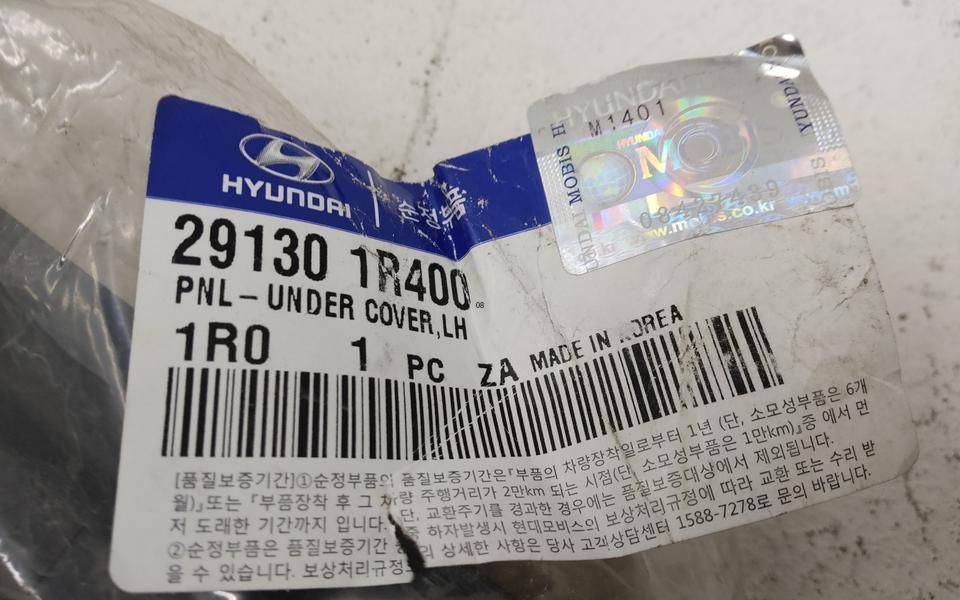 HYUNDAI
M1401
HYUNDAI 순정부품
HYUNDAI
MOBIS H
HYUNDAI
www.mobis.co.kr
29130 1R400
08
PNL-UNDER COVER,LH
1R0 1 PC ZA MADE IN KOREA
[품질보증기간]①순정부품의 품질보증기간은『부품의 차량장착일로부터 1년 (단, 소모성부품은 6개
월)』또는 『부품장착 후 그 차량 주행거리가 2만km 되는 시점(단, 소모성부품은 1만km)』중 에서 먼
저 도래한 기간까지 입니다. 단, 교환주기를 경과한 경우에는 품질보증대상에서 제외됩니다.
②순정부품은 품질보증기간 중 하자발생시 현대모비스의 보상처리규정에 따라 교환 또는 수리 받
을 수 있습니다. 보상처리규정의 상세한 사항은 당사 고객상담센터 1588-7278로 문의 바랍니다.